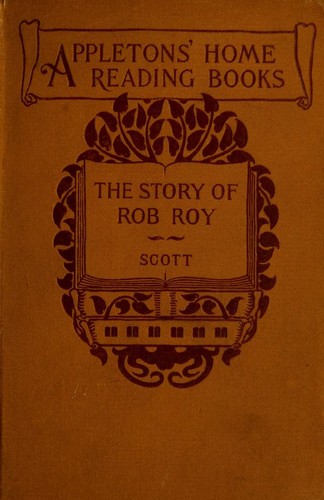 APPLETONS' HOME
READING BOOKS
THE STORY OF
ROB ROY
SCOTT